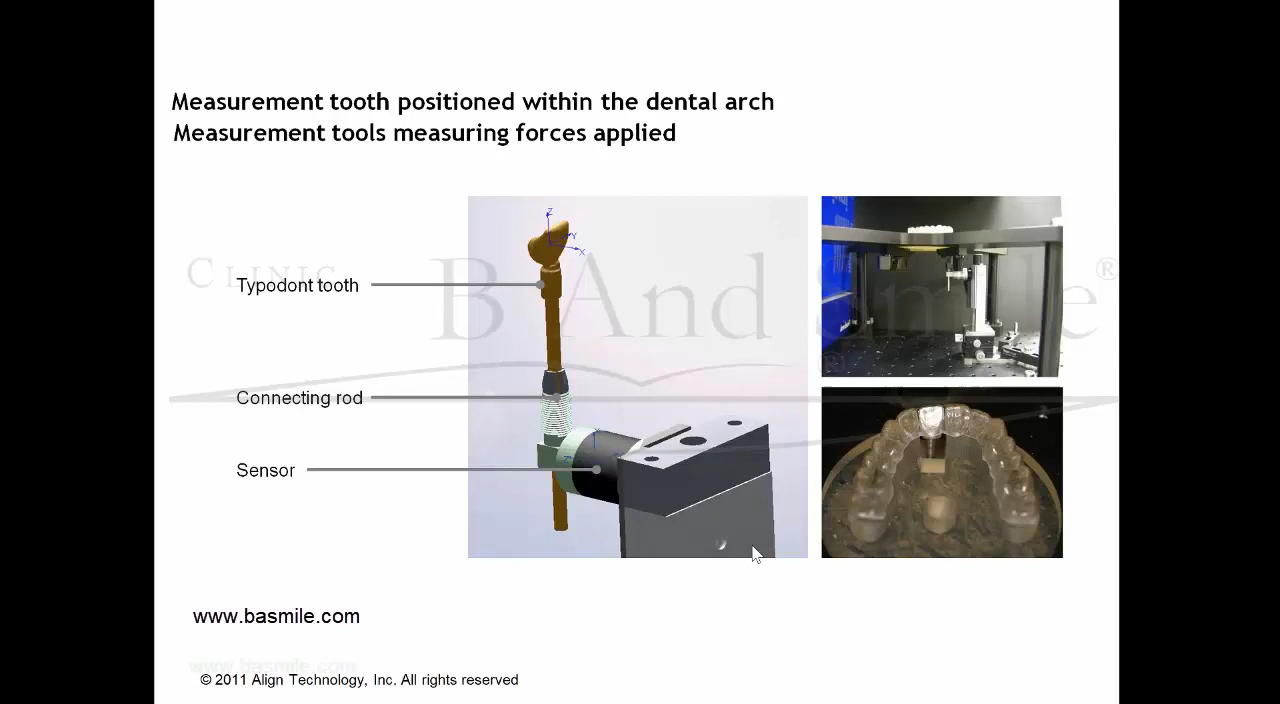 Measurement tooth positioned within the dental arch
Measurement tools measuring forces applied
Z
Y
X
CLINIC
B And Smile®
Typodont tooth
Connecting rod
Sensor
www.basmile.com
www.basmile.com
© 2011 Align Technology, Inc. All rights reserved